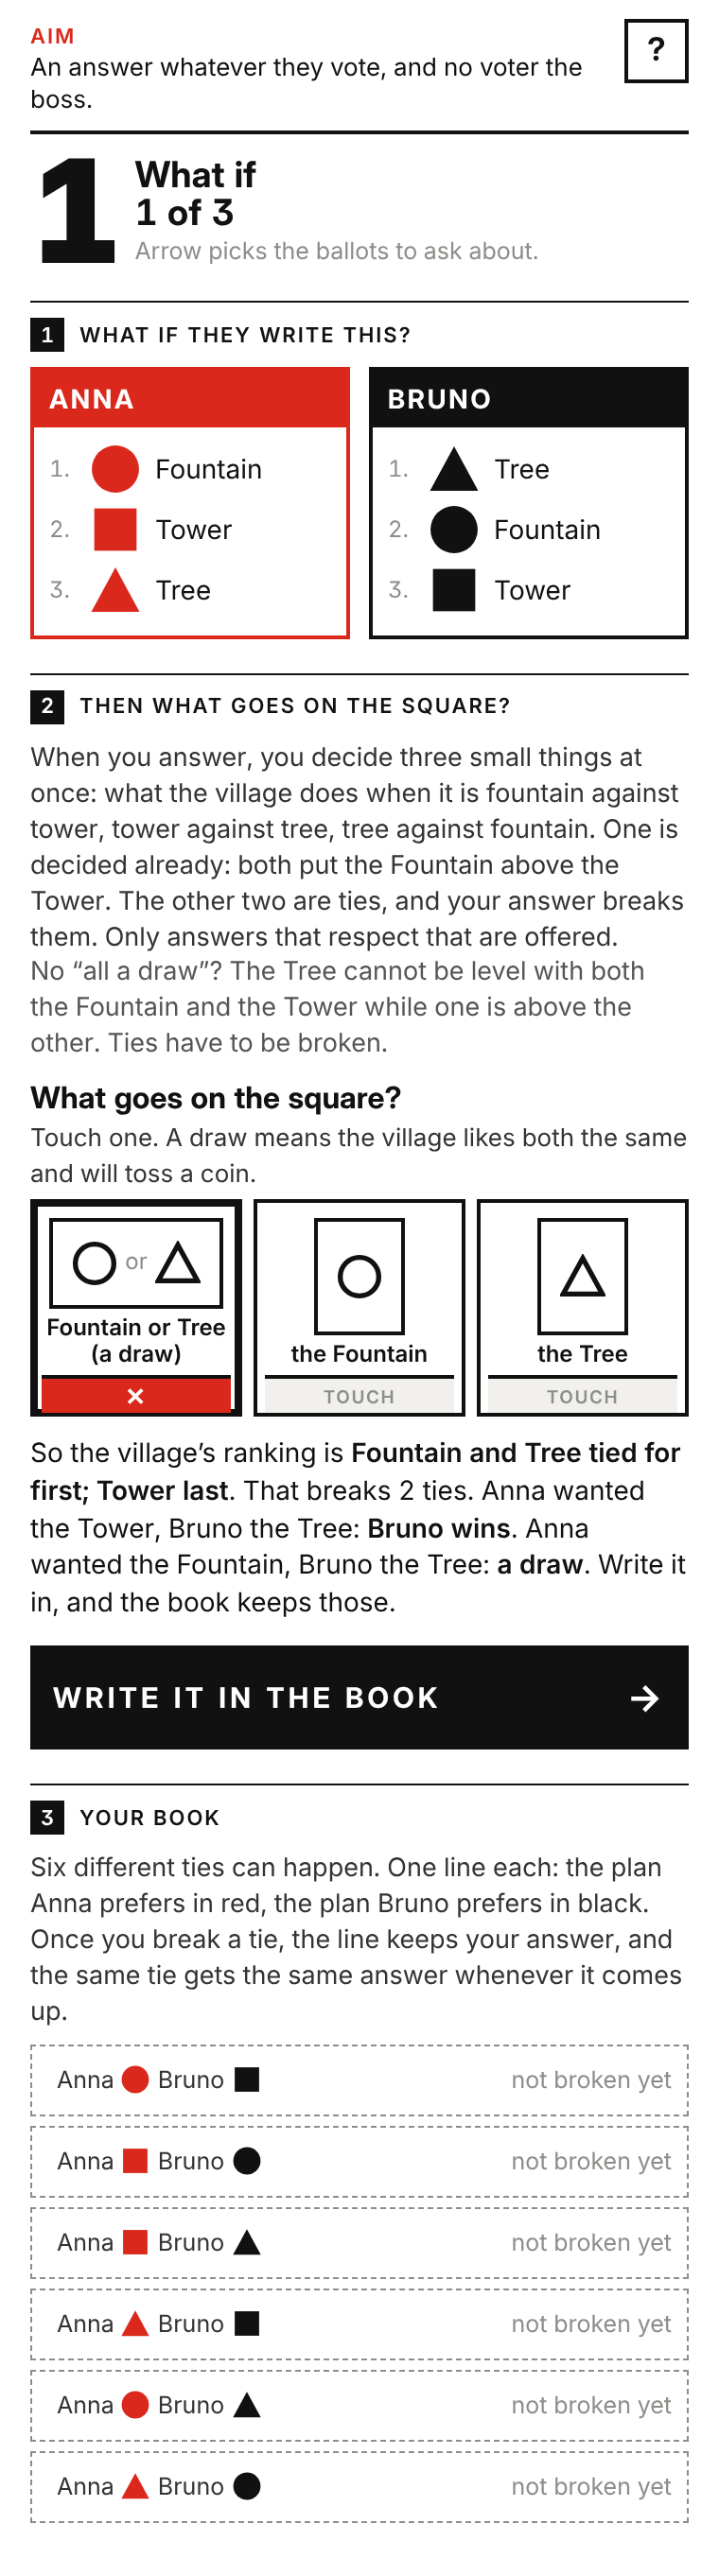 AIM
An answer whatever they vote, and no voter the
boss.
?
1
What if
1 of 3
Arrow picks the ballots to ask about.
1 WHAT IF THEY WRITE THIS?
ANNA
1. Fountain
2. Tower
3. Tree
BRUNO
1. Tree
2. Fountain
3. Tower
2 THEN WHAT GOES ON THE SQUARE?
When you answer, you decide three small things at
once: what the village does when it is fountain against
tower, tower against tree, tree against fountain. One is
decided already: both put the Fountain above the
Tower. The other two are ties, and your answer breaks
them. Only answers that respect that are offered.
No “all a draw”? The Tree cannot be level with both
the Fountain and the Tower while one is above the
other. Ties have to be broken.
What goes on the square?
Touch one. A draw means the village likes both the same
and will toss a coin.
or
Fountain or Tree
(a draw)
×
the Fountain
TOUCH
the Tree
TOUCH
So the village’s ranking is Fountain and Tree tied for
first; Tower last. That breaks 2 ties. Anna wanted
the Tower, Bruno the Tree: Bruno wins. Anna
wanted the Fountain, Bruno the Tree: a draw. Write it
in, and the book keeps those.
WRITE IT IN THE BOOK →
3 YOUR BOOK
Six different ties can happen. One line each: the plan
Anna prefers in red, the plan Bruno prefers in black.
Once you break a tie, the line keeps your answer, and
the same tie gets the same answer whenever it comes
up.
Anna Bruno not broken yet
Anna Bruno not broken yet
Anna Bruno not broken yet
Anna Bruno not broken yet
Anna Bruno not broken yet
Anna Bruno not broken yet